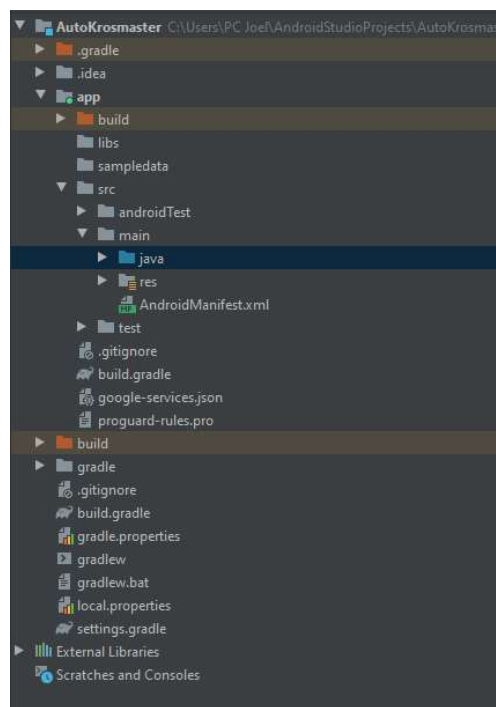 AutoKrosmaster C:\Users\PC Joel\AndroidStudioProjects\AutoKrosmas
.gradle
.idea
app
build
libs
sampledata
src
androidTest
main
java
res
AndroidManifest.xml
test
.gitignore
build.gradle
google-services.json
proguard-rules.pro
build
gradle
.gitignore
build.gradle
gradle.properties
gradlew
gradlew.bat
local.properties
settings.gradle
External Libraries
Scratches and Consoles